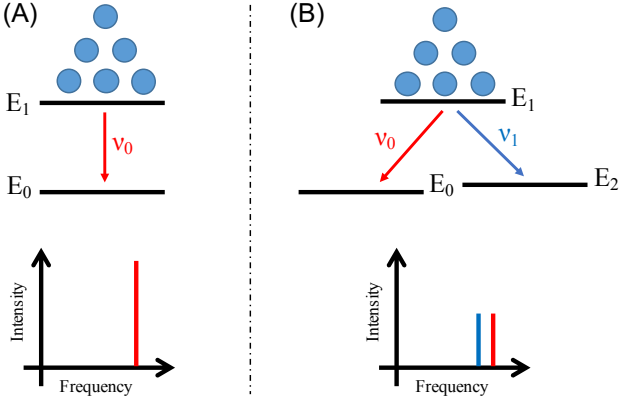 (A)
E₁
ν₀
E₀
Intensity
Frequency
(B)
E₁
ν₀
ν₁
E₀
E₂
Intensity
Frequency